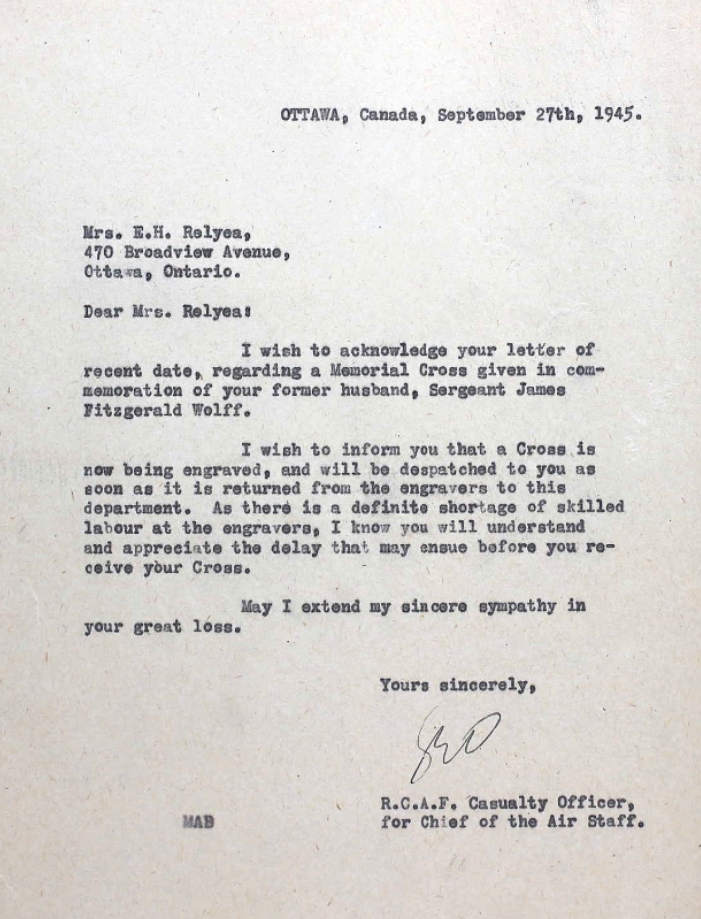 OTTAWA, Canada, September 27th, 1945.
Mrs. E.H. Relyea,
470 Broadview Avenue,
Ottawa, Ontario.
Dear Mrs. Relyea:
I wish to acknowledge your letter of
recent date, regarding a Memorial Cross given in com-
memoration of your former husband, Sergeant James
Fitzgerald Wolff.
I wish to inform you that a Cross is
now being engraved, and will be despatched to you as
soon as it is returned from the engravers to this
department. As there is a definite shortage of skilled
labour at the engravers, I know you will understand
and appreciate the delay that may ensue before you re-
ceive your Cross.
May I extend my sincere sympathy in
your great loss.
Yours sincerely,
R.C.A.F. Casualty Officer,
MAB for Chief of the Air Staff.